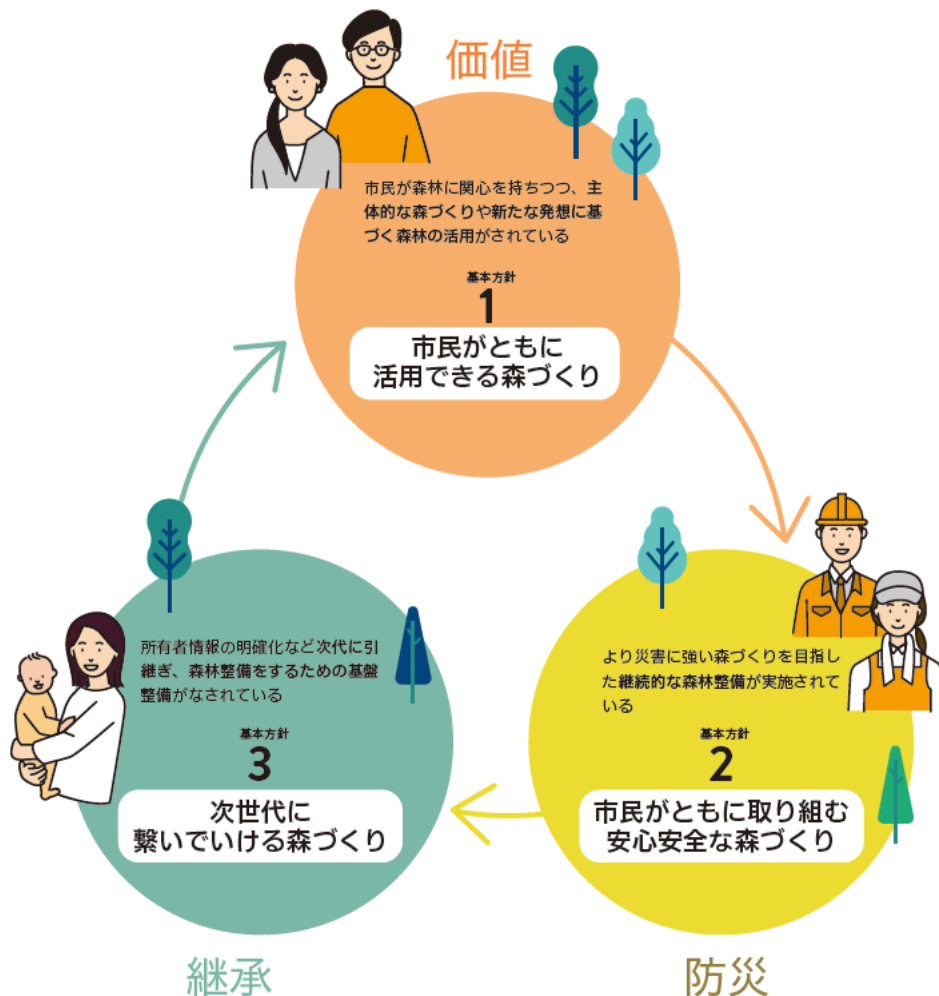 価値
市民が森林に関心を持ちつつ、主
体的な森づくりや新たな発想に基
づく森林の活用がされている
基本方針
1
市民がともに
活用できる森づくり
より災害に強い森づくりを目指し
た継続的な森林整備が実施されて
いる
基本方針
2
市民がともに取り組む
安心安全な森づくり
防災
所有者情報の明確化など次代に引
継ぎ、森林整備をするための基盤
整備がなされている
基本方針
3
次世代に
繋いでいける森づくり
継承